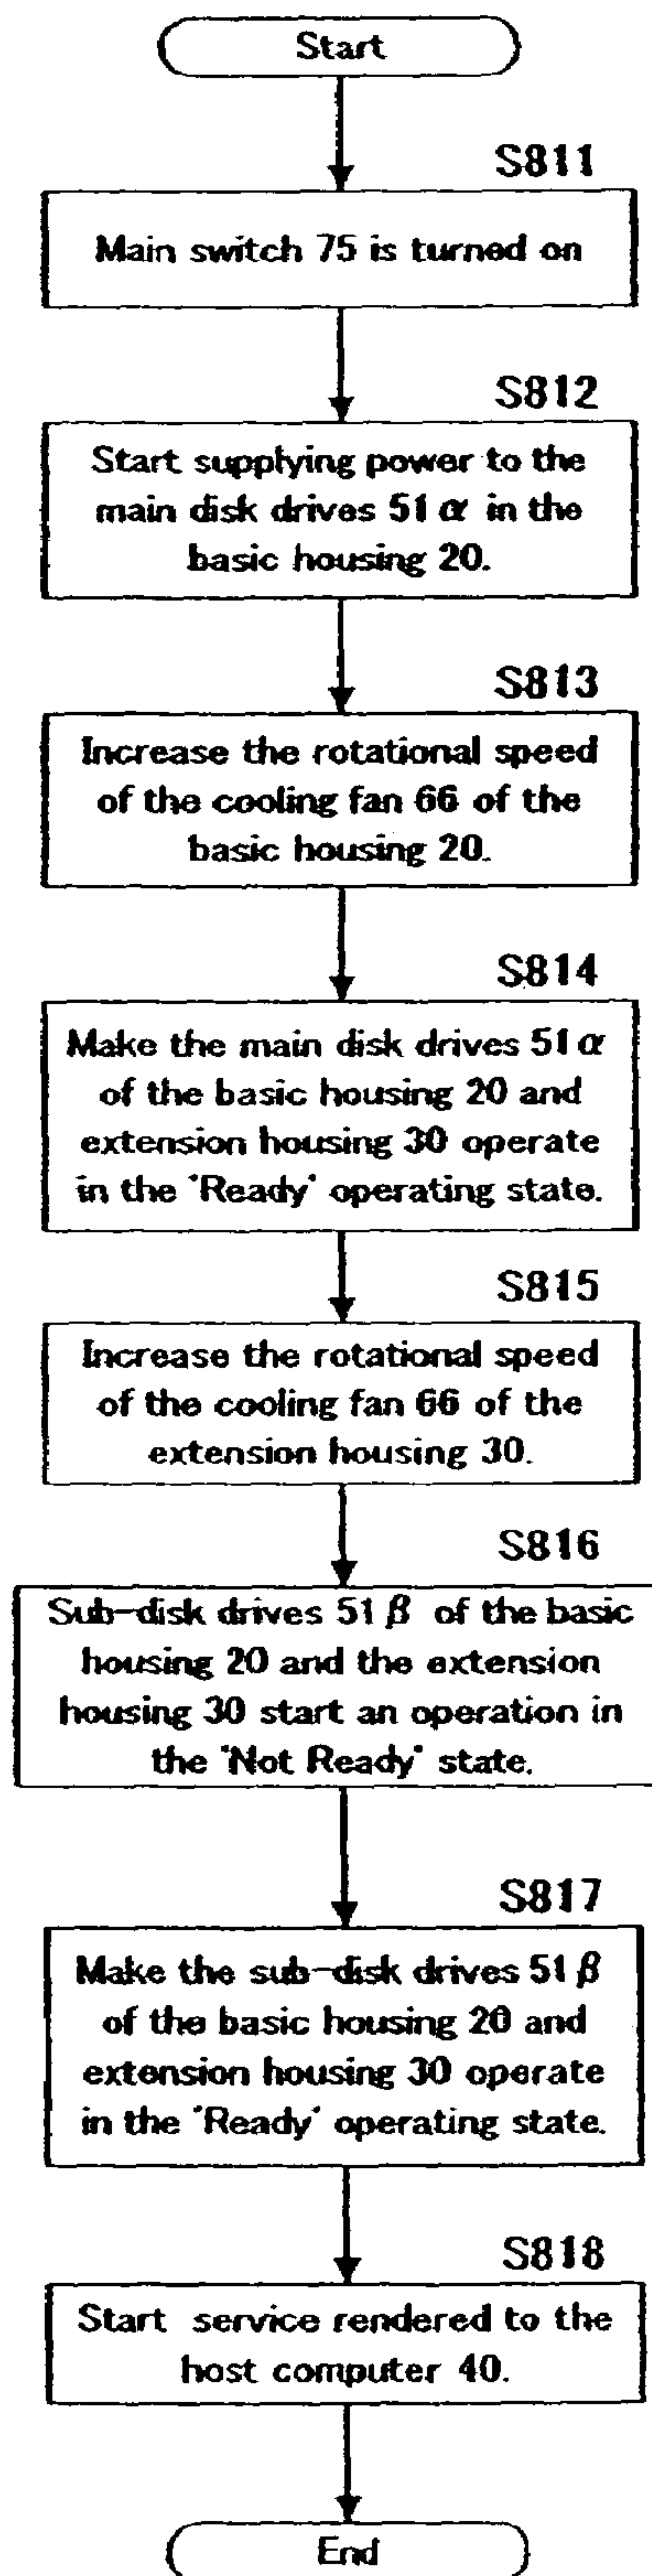 Start
S811
Main switch 75 is turned on
S812
Start supplying power to the
main disk drives 51α in the
basic housing 20.
S813
Increase the rotational speed
of the cooling fan 66 of the
basic housing 20.
S814
Make the main disk drives 51α
of the basic housing 20 and
extension housing 30 operate
in the 'Ready' operating state.
S815
Increase the rotational speed
of the cooling fan 66 of the
extension housing 30.
S816
Sub-disk drives 51β of the basic
housing 20 and the extension
housing 30 start an operation in
the 'Not Ready' state.
S817
Make the sub-disk drives 51β
of the basic housing 20 and
extension housing 30 operate
in the 'Ready' operating state.
S818
Start service rendered to the
host computer 40.
End